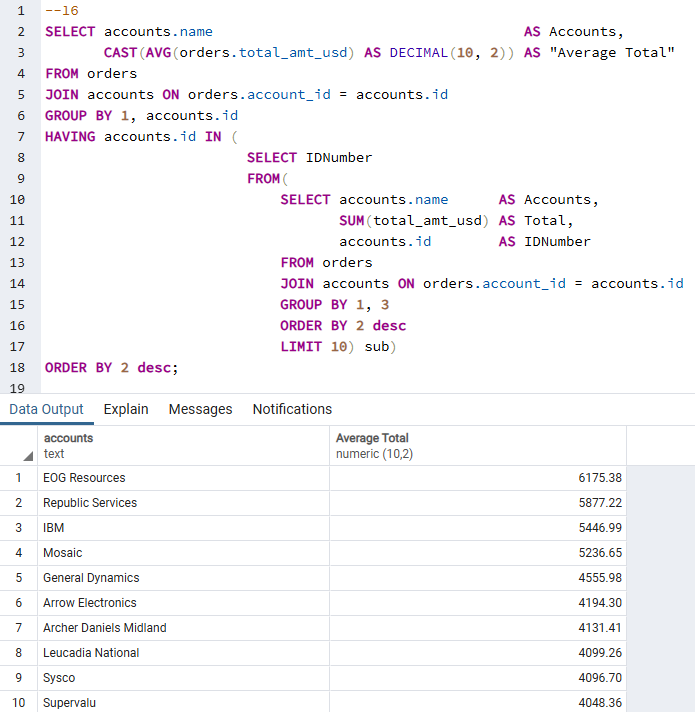 1 --16
2 SELECT accounts.name AS Accounts,
3 CAST(AVG(orders.total_amt_usd) AS DECIMAL(10, 2)) AS "Average Total"
4 FROM orders
5 JOIN accounts ON orders.account_id = accounts.id
6 GROUP BY 1, accounts.id
7 HAVING accounts.id IN (
8 SELECT IDNumber
9 FROM(
10 SELECT accounts.name AS Accounts,
11 SUM(total_amt_usd) AS Total,
12 accounts.id AS IDNumber
13 FROM orders
14 JOIN accounts ON orders.account_id = accounts.id
15 GROUP BY 1, 3
16 ORDER BY 2 desc
17 LIMIT 10) sub)
18 ORDER BY 2 desc;
19
Data Output Explain Messages Notifications
accounts Average Total
text numeric (10,2)
1 EOG Resources 6175.38
2 Republic Services 5877.22
3 IBM 5446.99
4 Mosaic 5236.65
5 General Dynamics 4555.98
6 Arrow Electronics 4194.30
7 Archer Daniels Midland 4131.41
8 Leucadia National 4099.26
9 Sysco 4096.70
10 Supervalu 4048.36